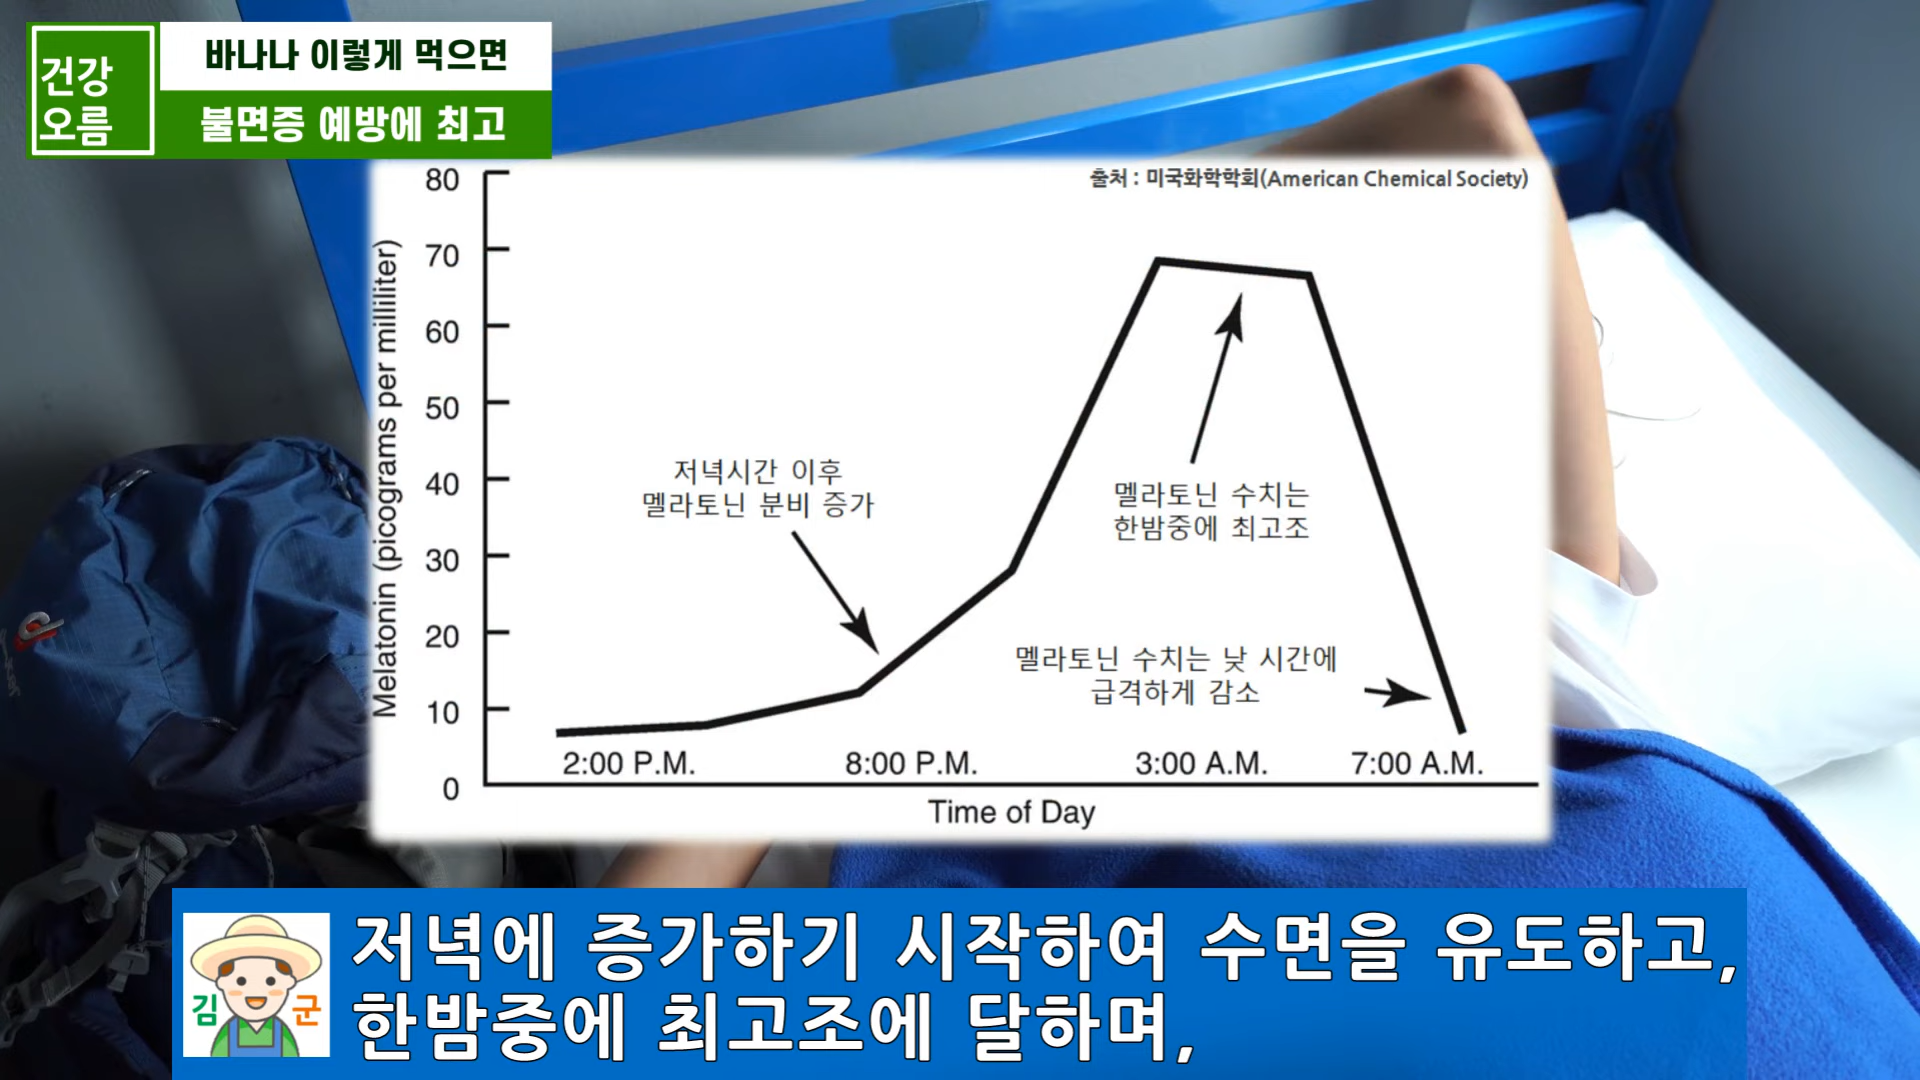 건강
오름
바나나 이렇게 먹으면
불면증 예방에 최고
출처 : 미국화학학회(American Chemical Society)
Melatonin (picograms per milliliter)
80
70
60
50
40
30
20
10
0
저녁시간 이후
멜라토닌 분비 증가
멜라토닌 수치는
한밤중에 최고조
멜라토닌 수치는 낮 시간에
급격하게 감소
2:00 P.M.
8:00 P.M.
3:00 A.M.
7:00 A.M.
Time of Day
김 군
저녁에 증가하기 시작하여 수면을 유도하고,
한밤중에 최고조에 달하며,